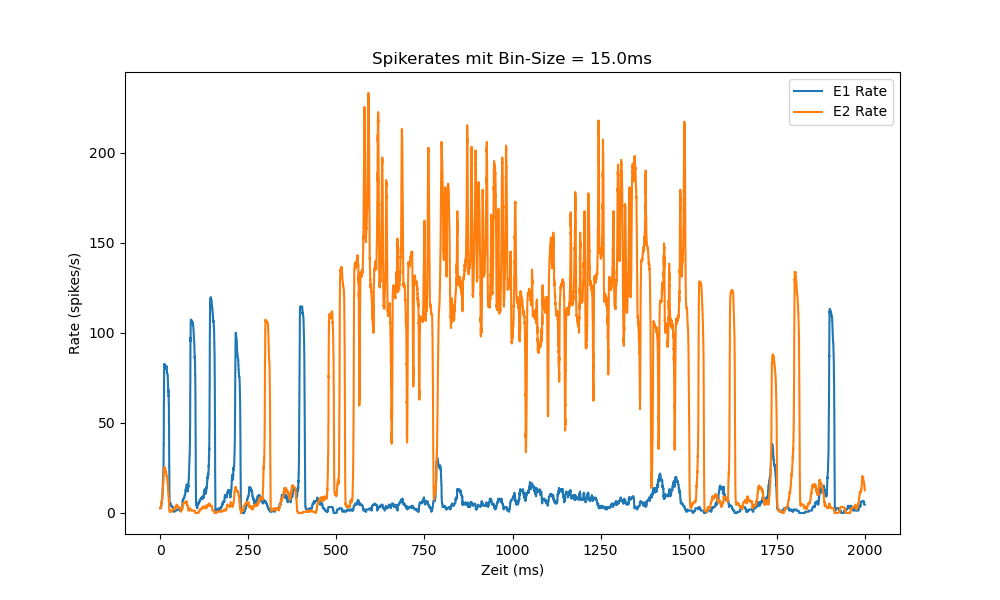 Spikerates mit Bin-Size = 15.0ms
E1 Rate
E2 Rate
Rate (spikes/s)
200
150
100
50
0
0 250 500 750 1000 1250 1500 1750 2000
Zeit (ms)